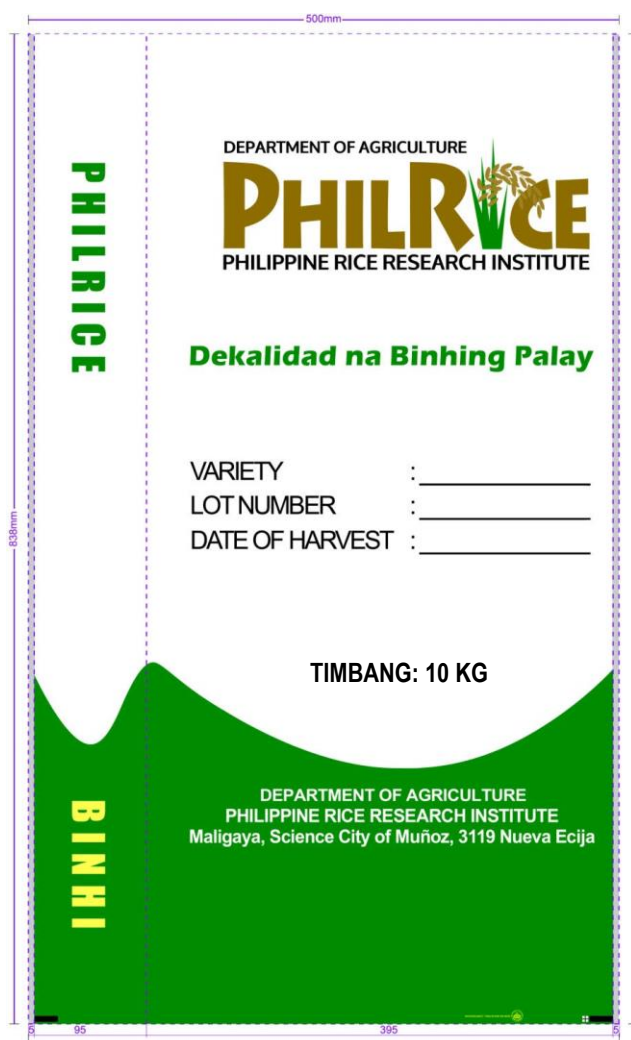 500mm
DEPARTMENT OF AGRICULTURE
PHILRICE
PHILIPPINE RICE RESEARCH INSTITUTE
PHILRICE
Dekalidad na Binhing Palay
VARIETY : 
LOT NUMBER : 
DATE OF HARVEST : 
838mm
TIMBANG: 10 KG
DEPARTMENT OF AGRICULTURE
PHILIPPINE RICE RESEARCH INSTITUTE
Maligaya, Science City of Muñoz, 3119 Nueva Ecija
BINHI
5 95 395 5